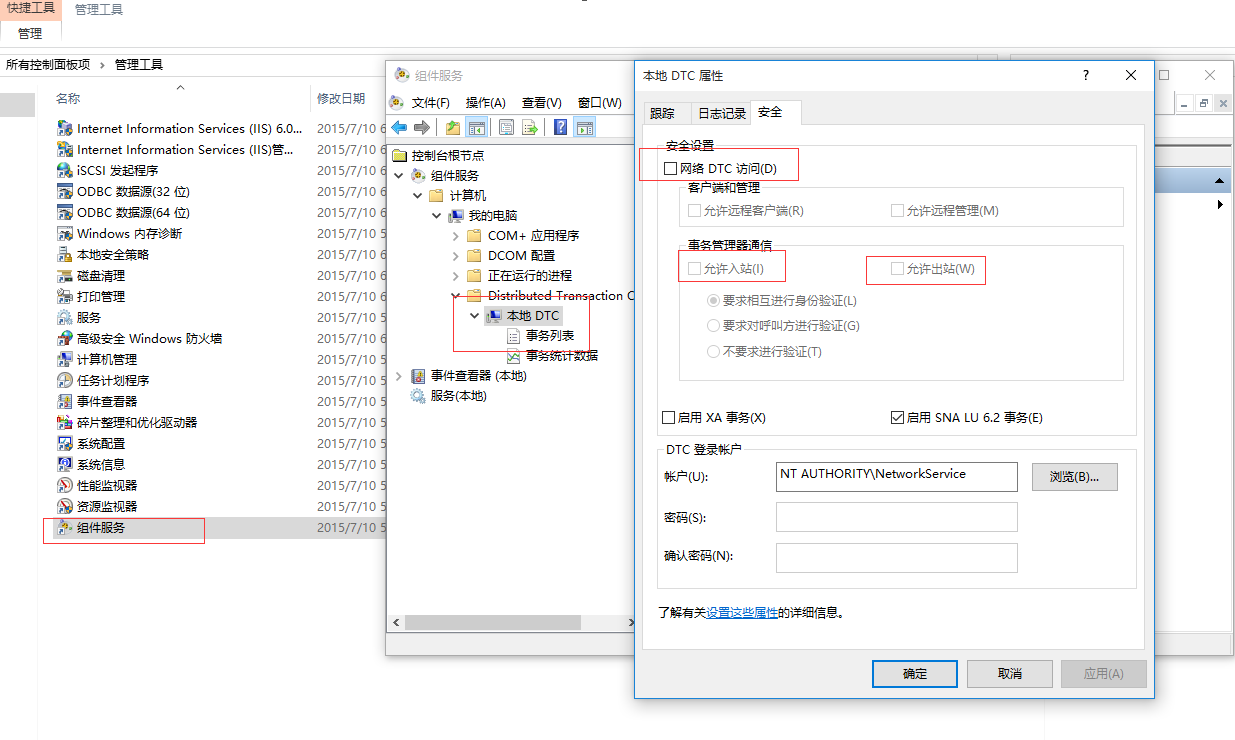 快捷工具
管理工具
管理
所有控制面板项 › 管理工具
名称
修改日期
Internet Information Services (IIS) 6.0...
2015/7/10 6
Internet Information Services (IIS)管...
2015/7/10 6
iSCSI 发起程序
2015/7/10 5
ODBC 数据源(32 位)
2015/7/10 6
ODBC 数据源(64 位)
2015/7/10 5
Windows 内存诊断
2015/7/10 5
本地安全策略
2015/7/10 6
磁盘清理
2015/7/10 5
打印管理
2015/7/10 6
服务
2015/7/10 5
高级安全 Windows 防火墙
2015/7/10 6
计算机管理
2015/7/10 5
任务计划程序
2015/7/10 5
事件查看器
2015/7/10 5
碎片整理和优化驱动器
2015/7/10 5
系统配置
2015/7/10 5
系统信息
2015/7/10 5
性能监视器
2015/7/10 5
资源监视器
2015/7/10 5
组件服务
2015/7/10 5
组件服务
文件(F) 操作(A) 查看(V) 窗口(W)
控制台根节点
组件服务
计算机
我的电脑
COM+ 应用程序
DCOM 配置
正在运行的进程
Distributed Transaction C
本地 DTC
事务列表
事务统计数据
事件查看器 (本地)
服务(本地)
本地 DTC 属性
跟踪 日志记录 安全
安全设置
网络 DTC 访问(D)
客户端和管理
允许远程客户端(R) 允许远程管理(M)
事务管理器通信
允许入站(I) 允许出站(W)
要求相互进行身份验证(L)
要求对呼叫方进行验证(G)
不要求进行验证(T)
启用 XA 事务(X) 启用 SNA LU 6.2 事务(E)
DTC 登录帐户
帐户(U): NT AUTHORITY\NetworkService 浏览(B)...
密码(S):
确认密码(N):
了解有关设置这些属性的详细信息。
确定 取消 应用(A)